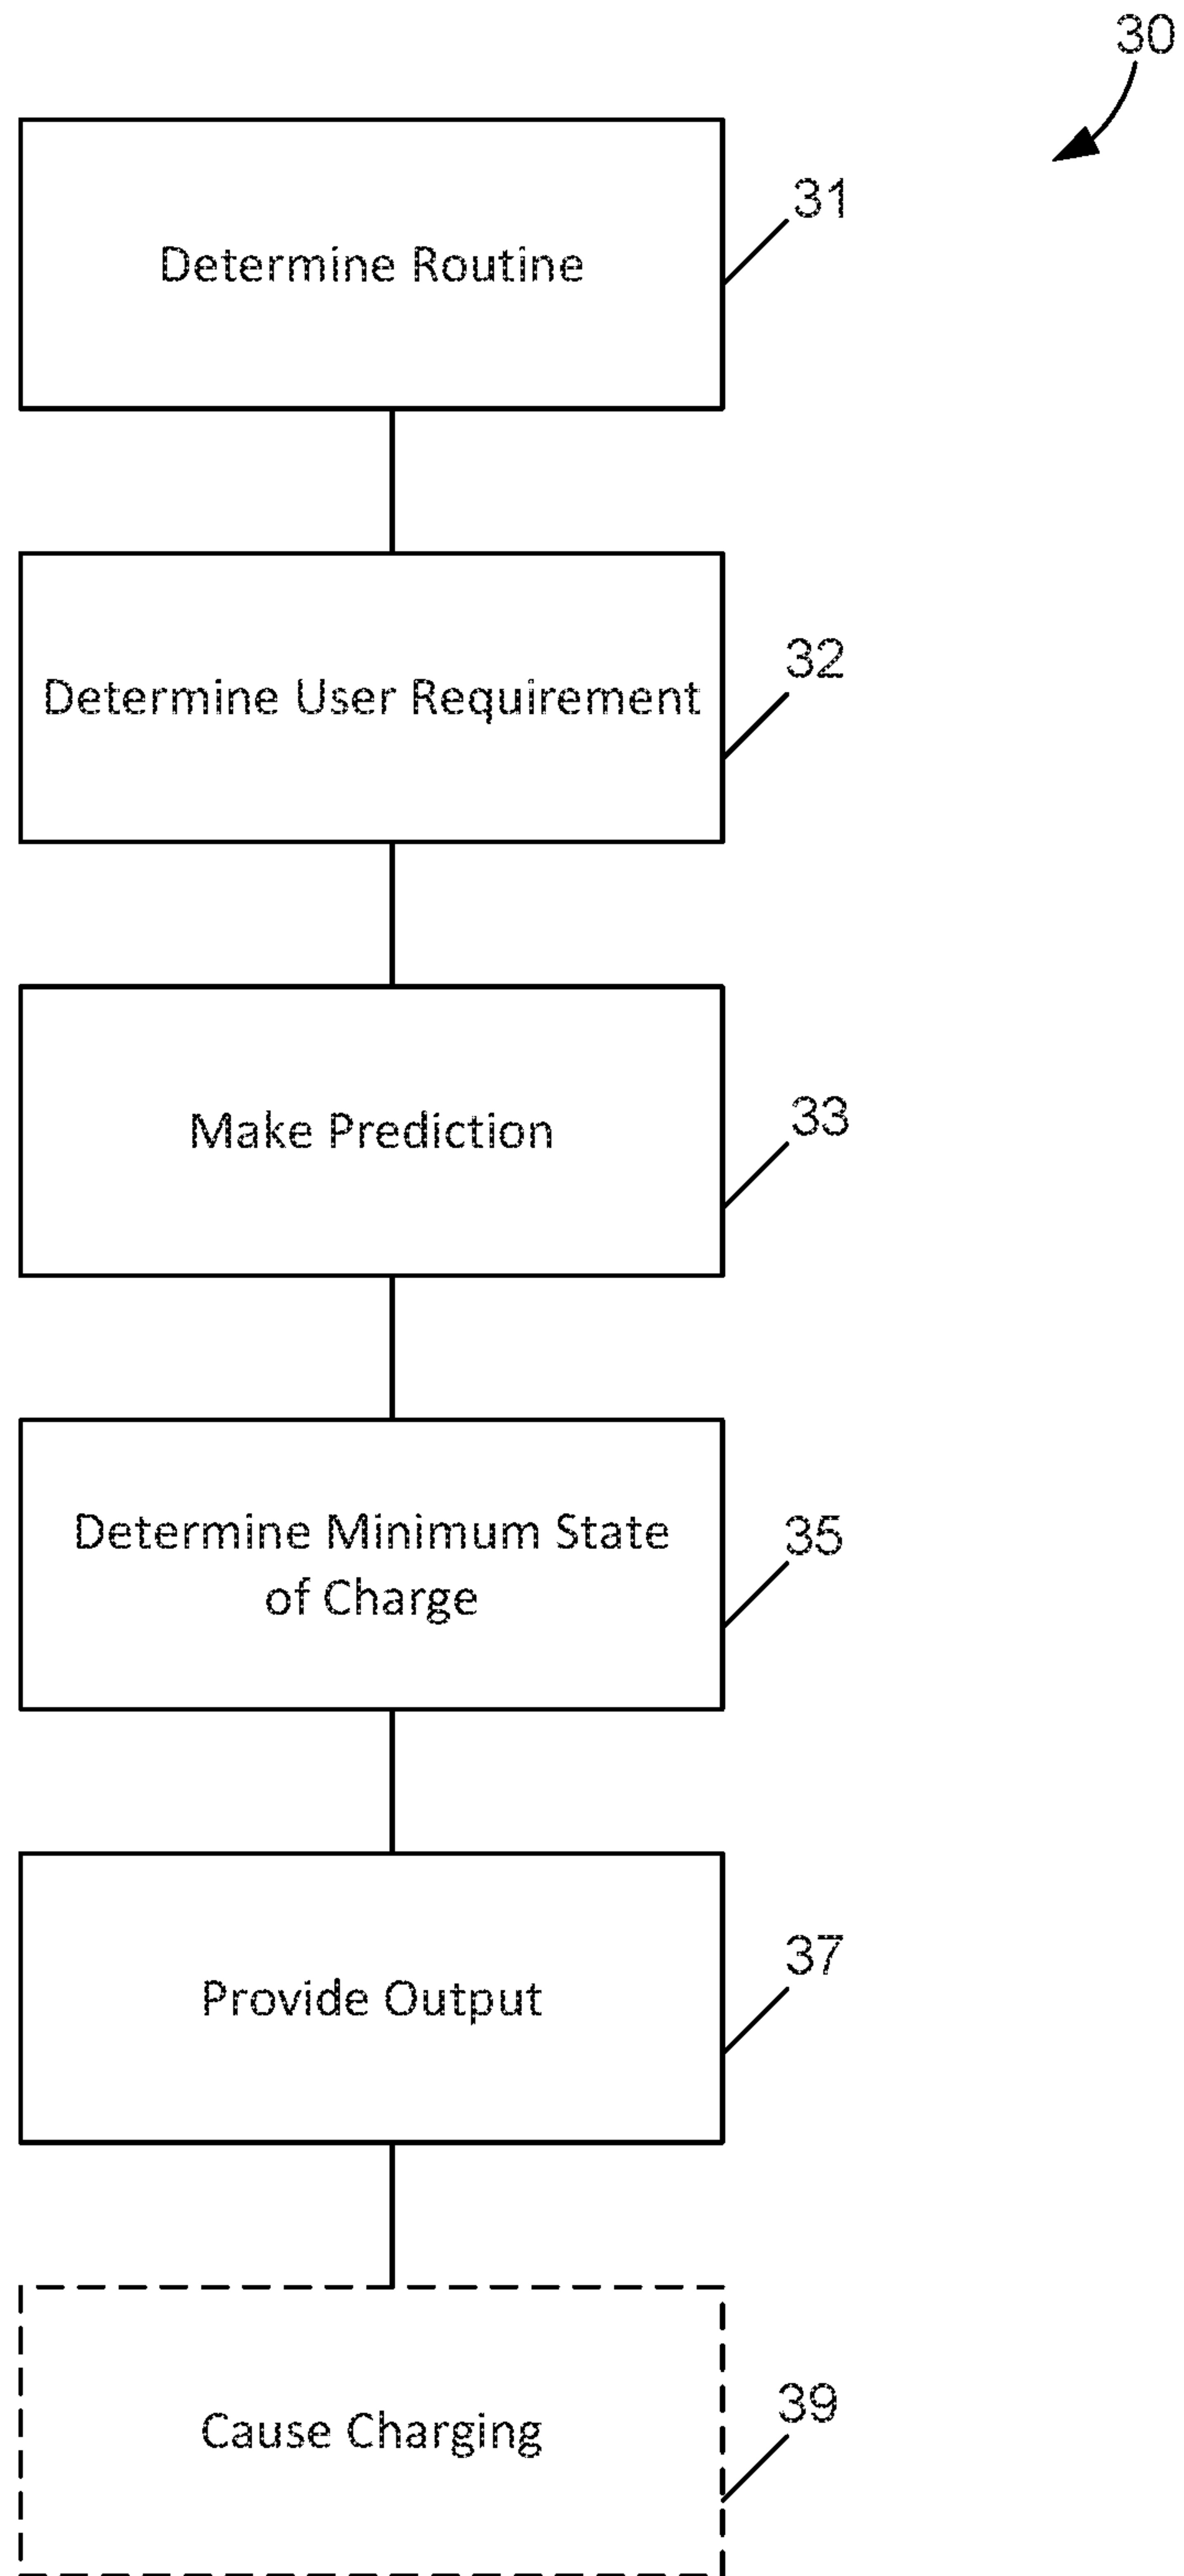 30
Determine Routine
31
Determine User Requirement
32
Make Prediction
33
Determine Minimum State
of Charge
35
Provide Output
37
Cause Charging
39